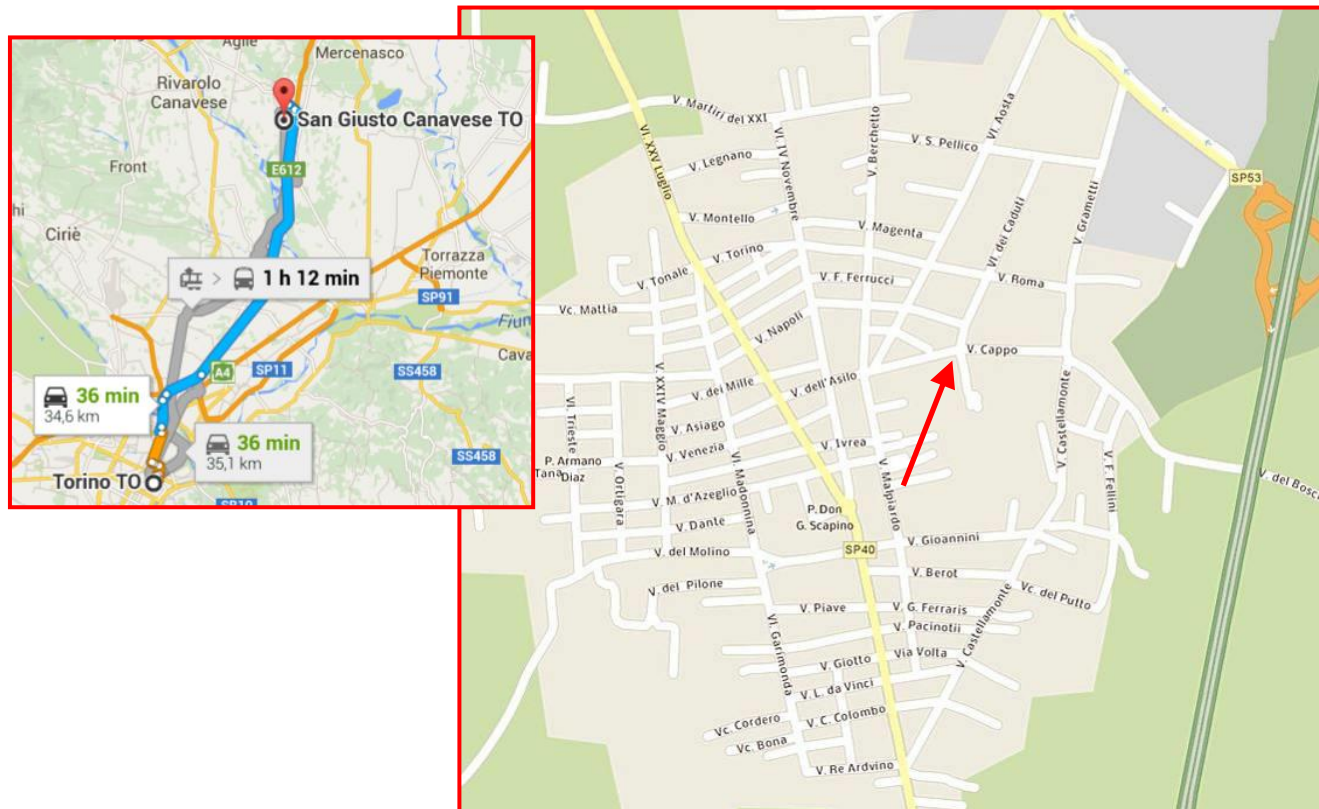 Agliè
Mercenasco
Rivarolo
Canavese
San Giusto Canavese TO
E612
Front
Ciriè
1 h 12 min
Torrazza
Piemonte
SP91
A4
SP11
SS458
36 min
34,6 km
36 min
35,1 km
SS458
Torino TO
V. Martiri del XXI
Vl. XXV Luglio
V. Legnano
Vl. IV Novembre
V. Berchetto
Vl. Aosta
V. S. Pellico
SP53
V. Montello
V. Magenta
Vl. dei Caduti
V. Grametti
V. Torino
V. Tonale
V. F. Ferrucci
V. Roma
Vc. Mattia
V. Napoli
V. Cappo
V. dei Mille
V. dell'Asilo
V. XXIV Maggio
Vl. Trieste
V. Asiago
V. Venezia
V. Ivrea
V. Castellamonte
P. Armano
Diaz
Tana
V. Ortigara
V. M. d'Azeglio
Vl. Madonnina
V. Malpiardo
V. F. Fellini
V. del Bosc
P. Don
G. Scapino
V. Dante
V. del Molino
SP40
V. Gioannini
V. Berot
Vc. del Putto
V. del Pilone
V. Piave
V. G. Ferraris
V. Pacinotii
Vl. Garimonda
V. Giotto
Via Volta
V. Castellamonte
V. L. da Vinci
Vc. Cordero
V. C. Colombo
Vc. Bona
V. Re Ardvino